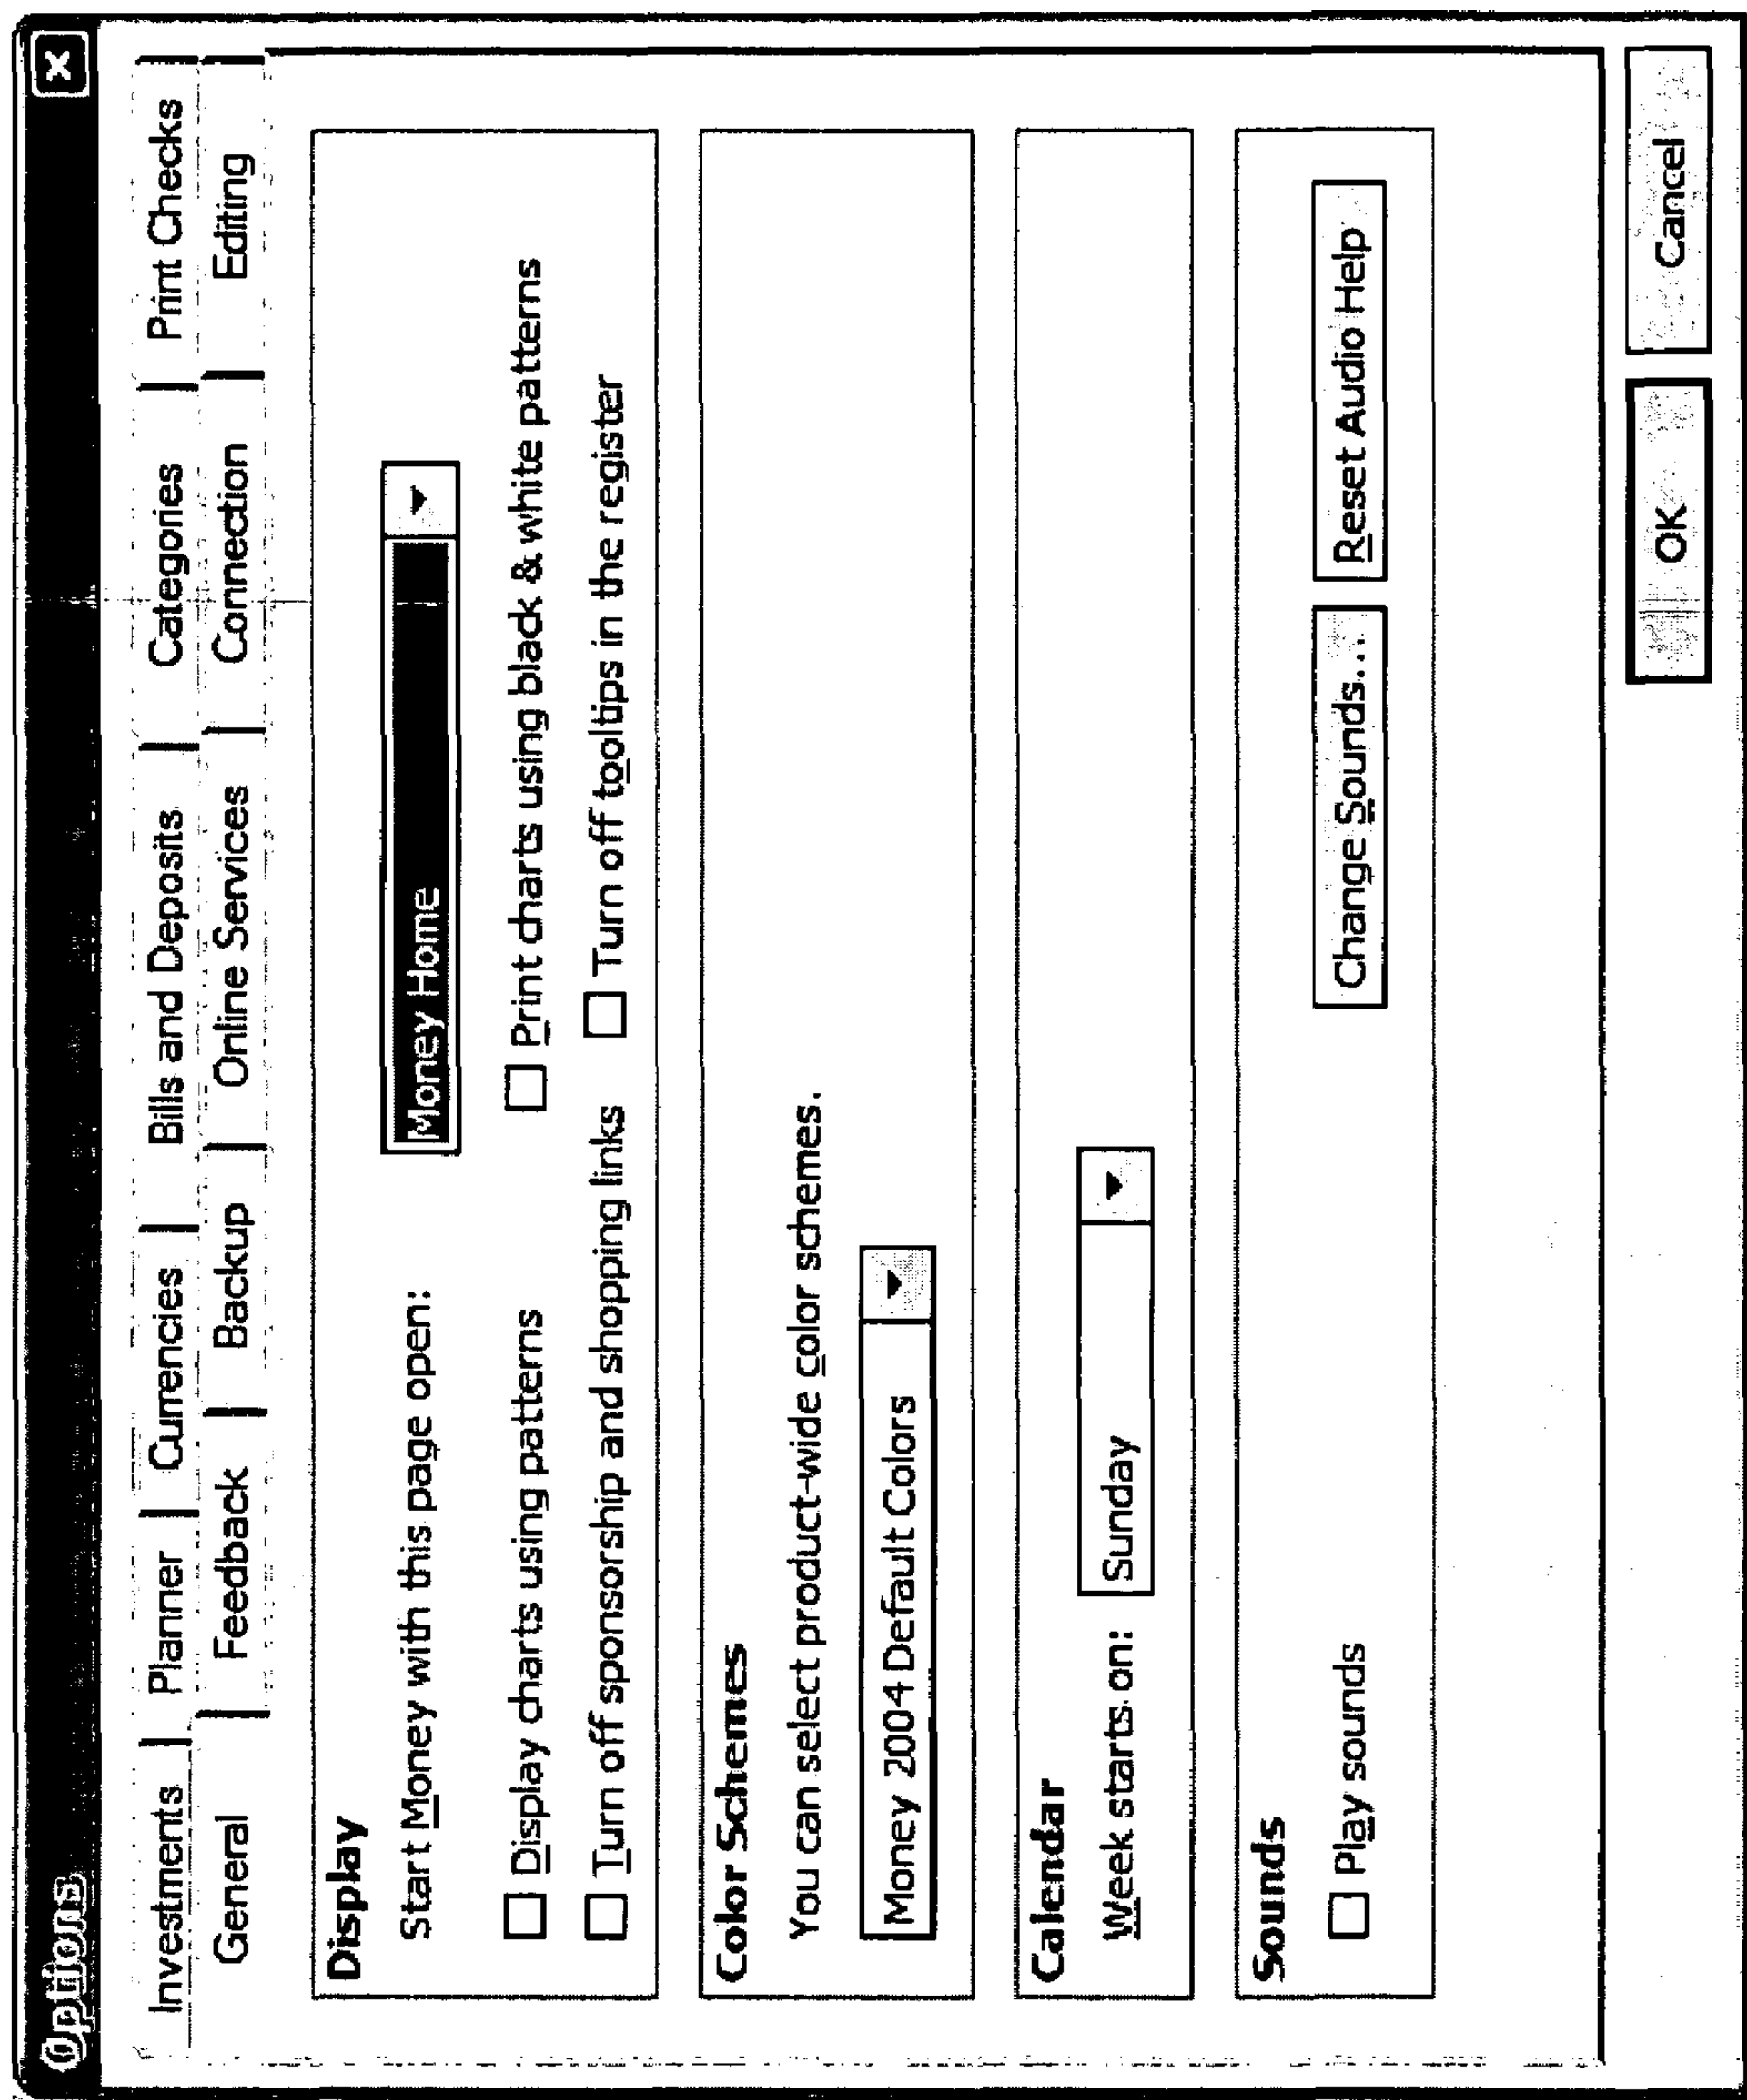 Options
Investments Planner Currencies Bills and Deposits Categories Print Checks
General Feedback Backup Online Services Connection Editing
Display
Start Money with this page open: Money Home
Display charts using patterns Print charts using black & white patterns
Turn off sponsorship and shopping links Turn off tooltips in the register
Color Schemes
You can select product-wide color schemes.
Money 2004 Default Colors
Calendar
Week starts on: Sunday
Sounds
Play sounds Change Sounds... Reset Audio Help
OK Cancel